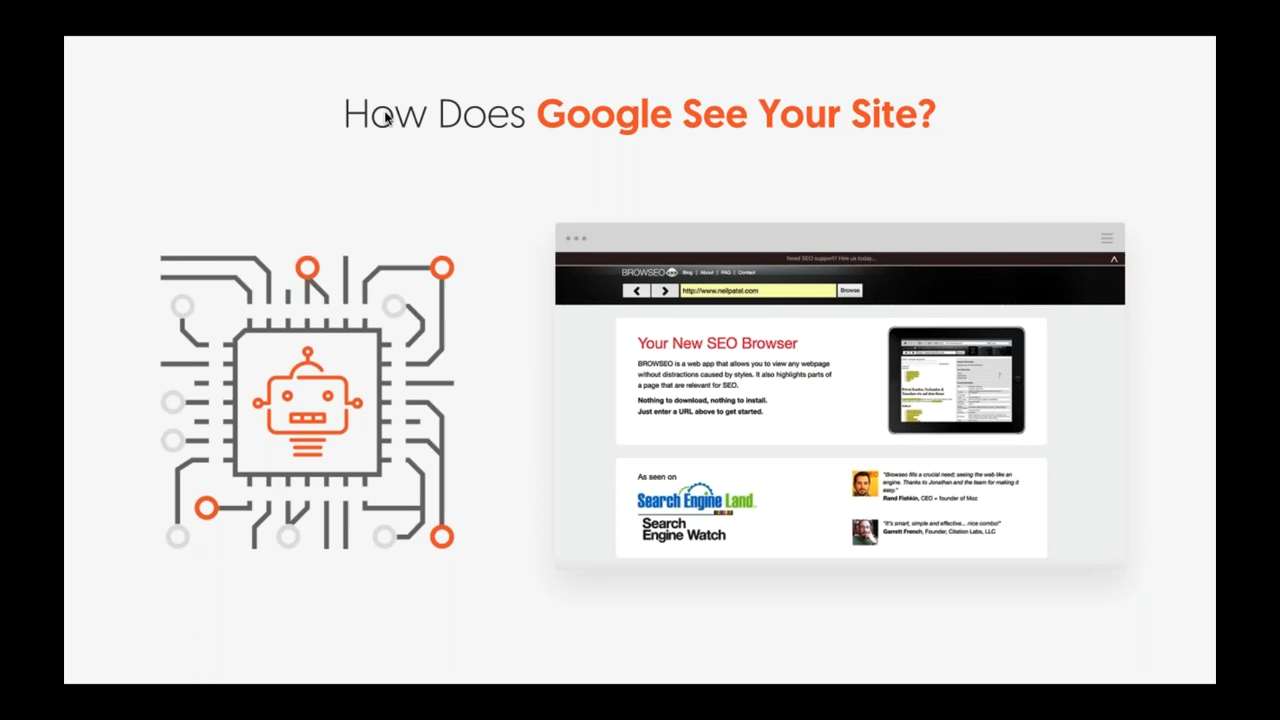 How Does Google See Your Site?
Need SEO support? Hire us today...
BROWSEO Blog | About | FAQ | Contact
http://www.neilpatel.com Browse
Your New SEO Browser
BROWSEO is a web app that allows you to view any webpage
without distractions caused by styles. It also highlights parts of
a page that are relevant for SEO.
Nothing to download, nothing to install.
Just enter a URL above to get started.
As seen on
Search Engine Land
Search
Engine Watch
"Browseo fills a crucial need; seeing the web like an
engine. Thanks to Jonathan and the team for making it
easy."
Rand Fishkin, CEO + founder of Moz
"It's smart, simple and effective... nice combo!"
Garrett French, Founder, Citation Labs, LLC